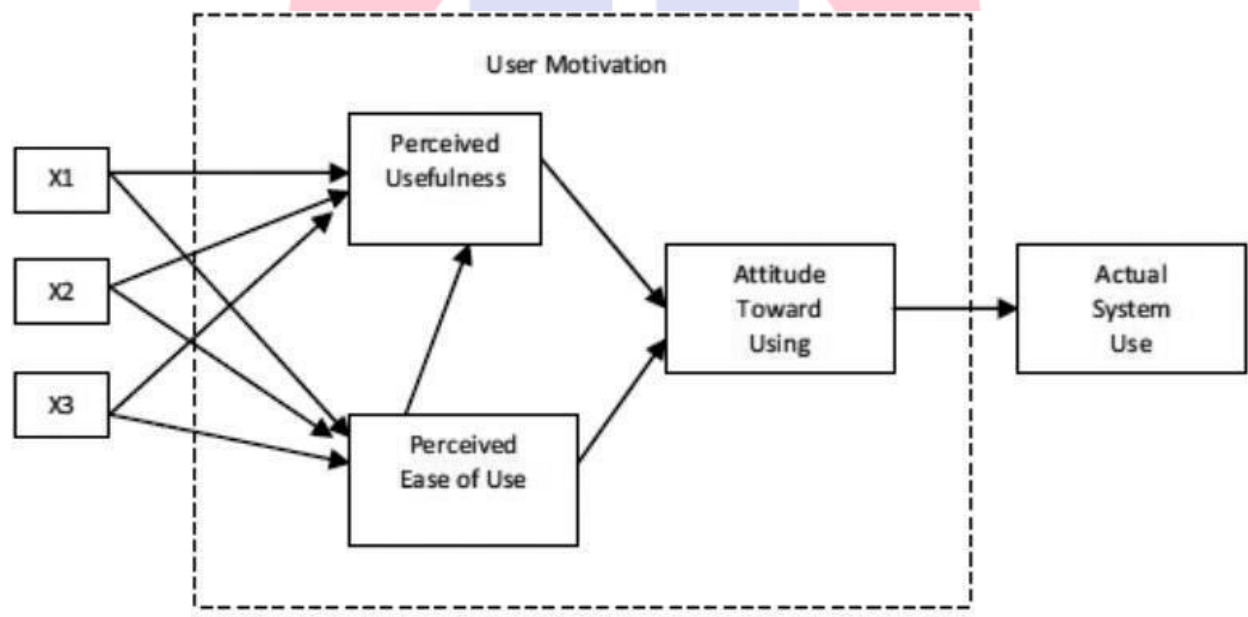 User Motivation
X1
X2
X3
Perceived
Usefulness
Perceived
Ease of Use
Attitude
Toward
Using
Actual
System
Use